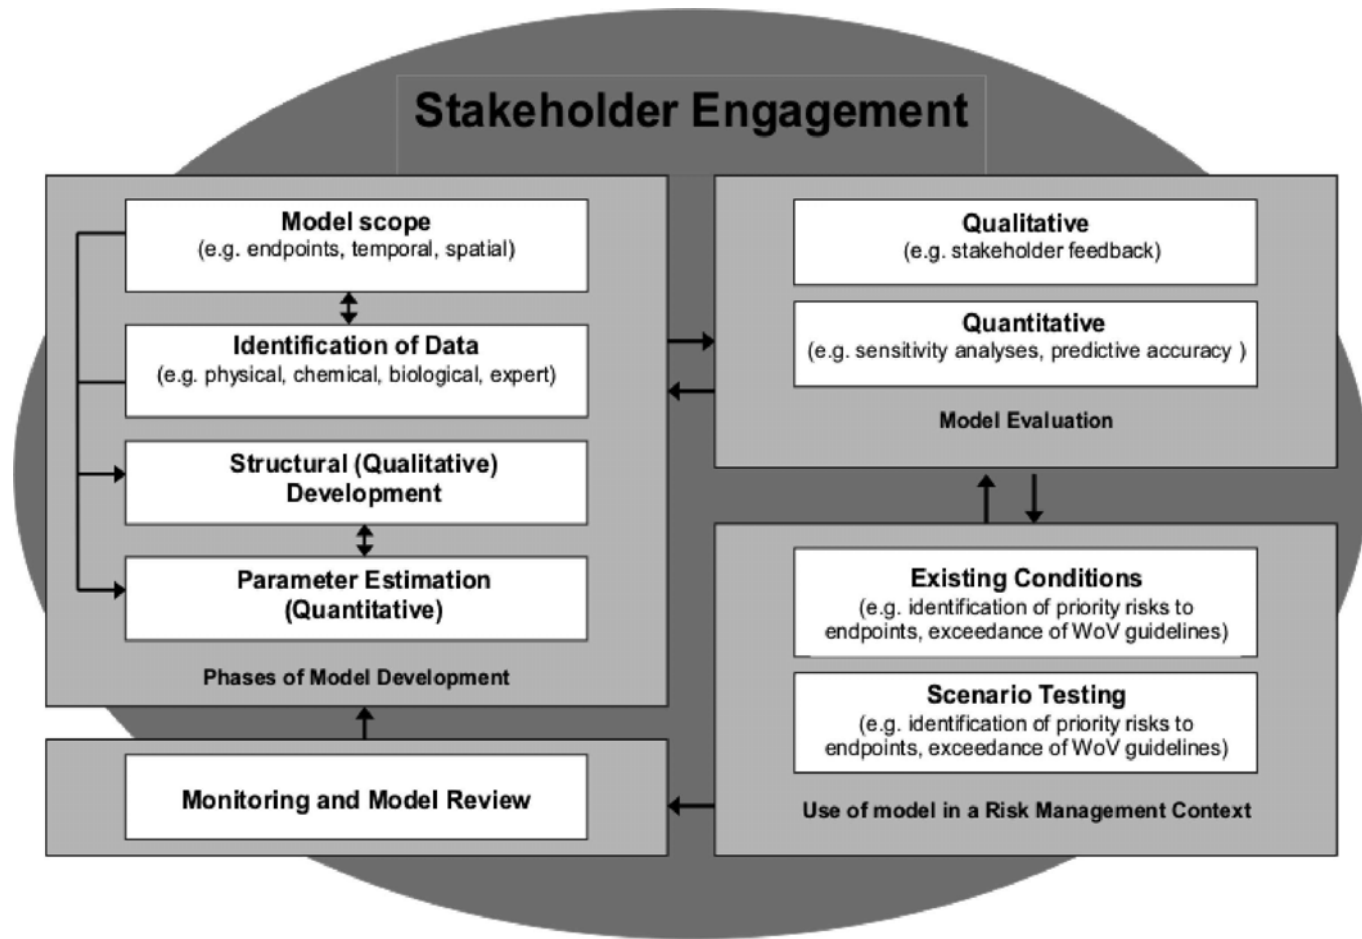 Stakeholder Engagement
Model scope
(e.g. endpoints, temporal, spatial)
Identification of Data
(e.g. physical, chemical, biological, expert)
Structural (Qualitative)
Development
Parameter Estimation
(Quantitative)
Phases of Model Development
Monitoring and Model Review
Qualitative
(e.g. stakeholder feedback)
Quantitative
(e.g. sensitivity analyses, predictive accuracy )
Model Evaluation
Existing Conditions
(e.g. identification of priority risks to
endpoints, exceedance of WoV guidelines)
Scenario Testing
(e.g. identification of priority risks to
endpoints, exceedance of WoV guidelines)
Use of model in a Risk Management Context